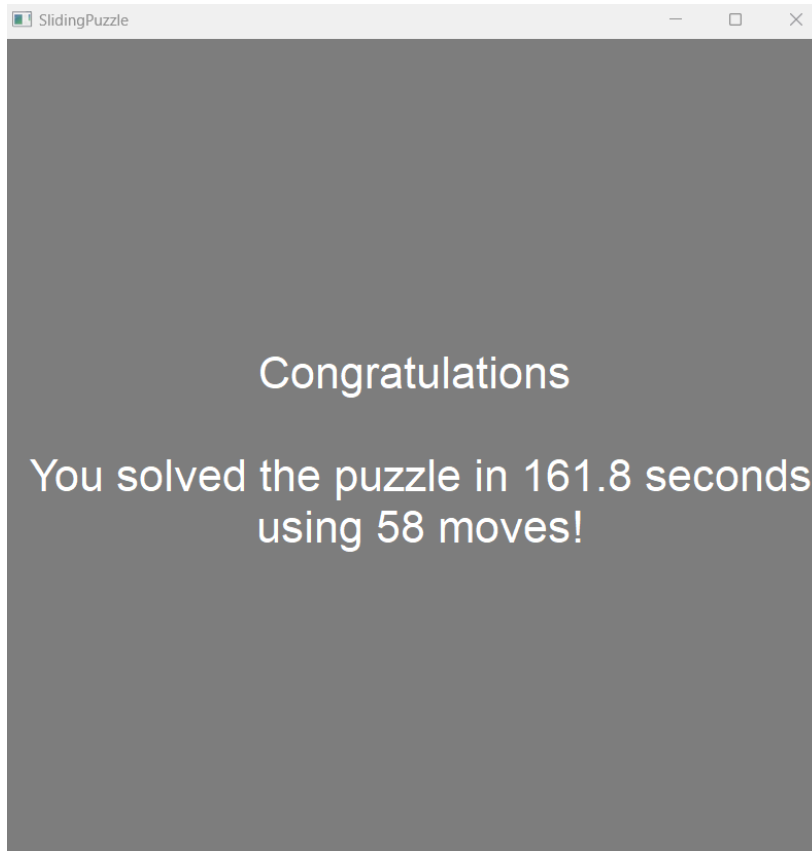 SlidingPuzzle
Congratulations
You solved the puzzle in 161.8 seconds
using 58 moves!